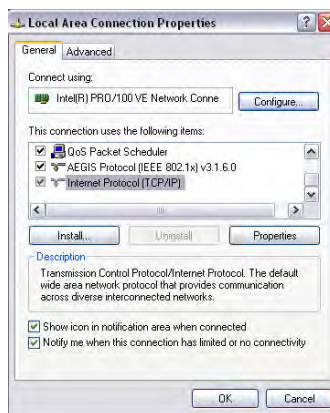 Local Area Connection Properties
General Advanced
Connect using:
Intel(R) PRO/100 VE Network Conne
Configure...
This connection uses the following items:
QoS Packet Scheduler
AEGIS Protocol (IEEE 802.1x) v3.1.6.0
Internet Protocol (TCP/IP)
Install... Uninstall Properties
Description
Transmission Control Protocol/Internet Protocol. The default
wide area network protocol that provides communication
across diverse interconnected networks.
Show icon in notification area when connected
Notify me when this connection has limited or no connectivity
OK Cancel